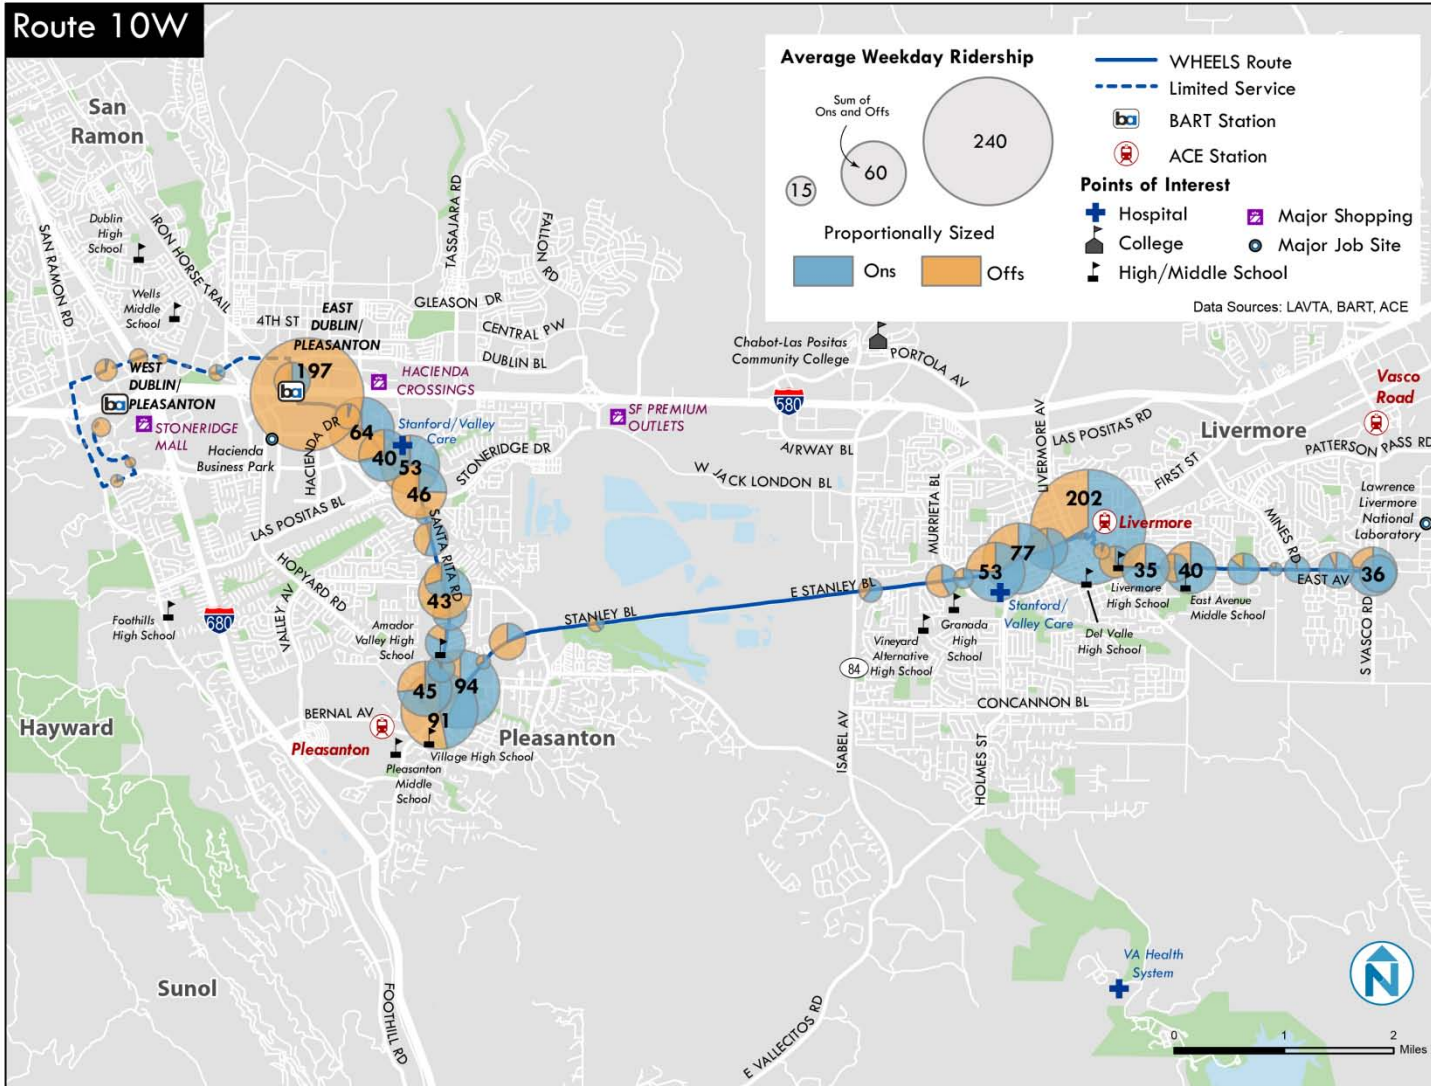 Route 10W
Average Weekday Ridership
Sum of
Ons and Offs
15
60
240
Proportionally Sized
Ons
Offs
WHEELS Route
Limited Service
ba
BART Station
ACE Station
Points of Interest
Hospital
Major Shopping
College
Major Job Site
High/Middle School
Data Sources: LAVTA, BART, ACE
San
Ramon
Dublin
High
School
IRON HORSE TRAIL
SAN RAMON RD
Wells
Middle
School
TASSAJARA RD
FALLON RD
GLEASON DR
4TH ST
EAST
DUBLIN/
PLEASANTON
CENTRAL PW
DUBLIN BL
197
ba
WEST
DUBLIN/
PLEASANTON
ba
STONERIDGE
MALL
HACIENDA
CROSSINGS
Hacienda
Business Park
HACIENDA DR
64
Stanford/Valley
Care
40
53
46
STONERIDGE DR
LAS POSITAS BL
SANTA RITA RD
SF PREMIUM
OUTLETS
Chabot-Las Positas
Community College
PORTOLA AV
580
AIRWAY BL
W JACK LONDON BL
LIVERMORE AV
LAS POSITAS RD
Livermore
Vasco
Road
PATTERSON PASS RD
FIRST ST
MURRIETA BL
202
Livermore
MINES RD
Lawrence
Livermore
National
Laboratory
HOPYARD RD
VALLEY AV
Foothills
High School
680
43
Amador
Valley High
School
STANLEY BL
E STANLEY BL
53
77
35
40
EAST AV
36
Livermore
High School
East Avenue
Middle School
Stanford/
Valley Care
Del Valle
High School
Granada
High
School
Vineyard
Alternative
High School
84
S VASCO RD
45
94
91
BERNAL AV
Pleasanton
Village High School
Pleasanton
Middle
School
Pleasanton
Hayward
CONCANNON BL
ISABEL AV
HOLMES ST
Sunol
FOOTHILL RD
E VALLECITOS RD
VA Health
System
N
0
1
2
Miles